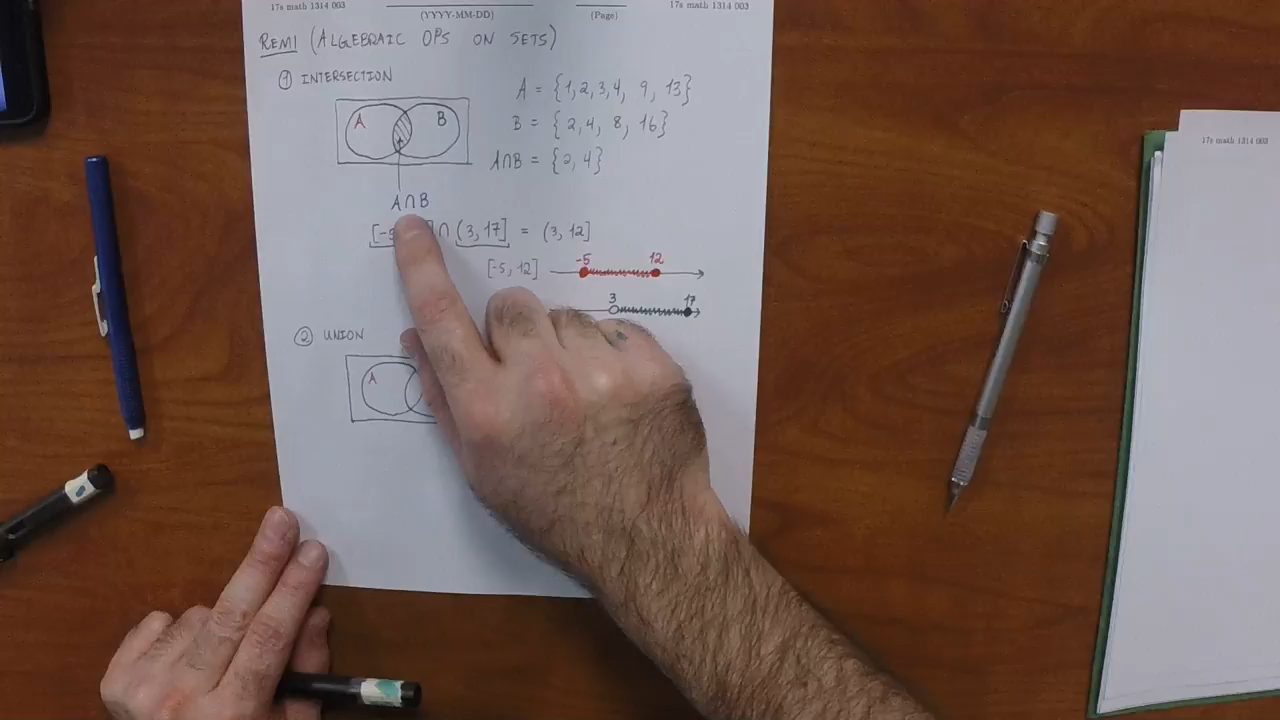 17s math 1314 003
(YYYY-MM-DD)
(Page)
17s math 1314 003
REM1 (ALGEBRAIC OPS ON SETS)
① INTERSECTION
A = {1,2,3,4, 9, 13}
B = {2,4, 8, 16}
A∩B = {2, 4}
A B
A∩B
[-5 ] ∩ (3, 17] = (3, 12]
[-5, 12] -5 12
3 17
② UNION
A
17s math 1314 003